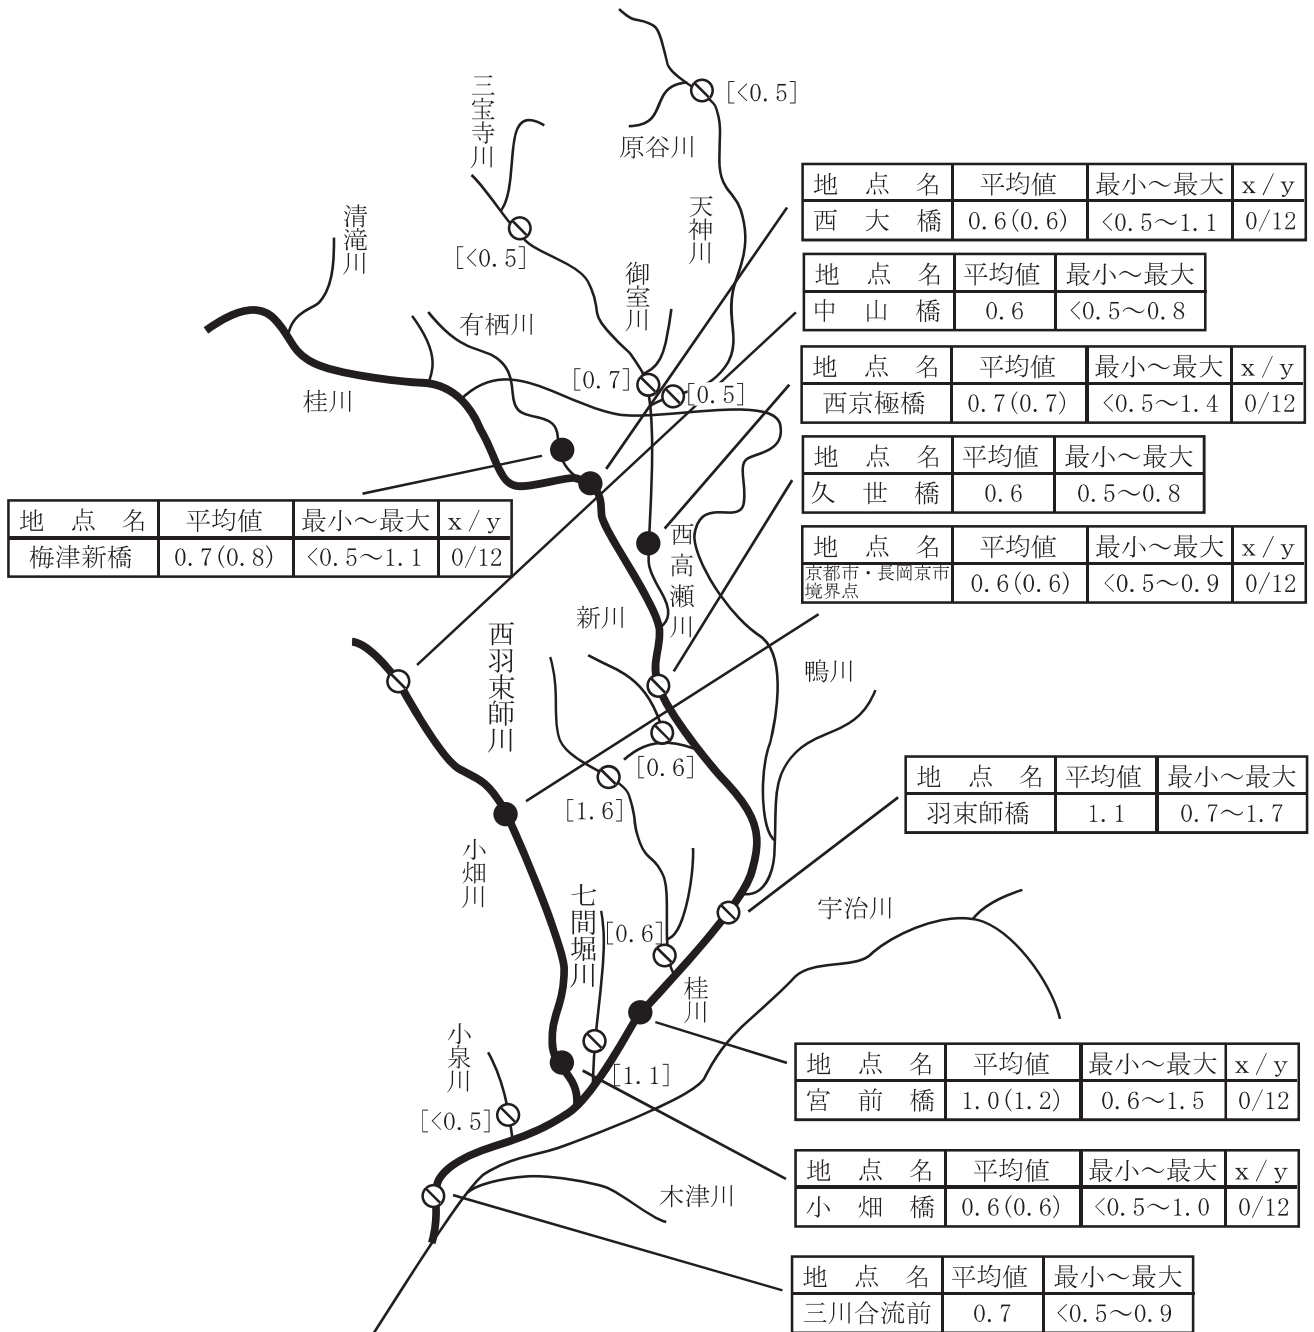 [<0.5]
三宝寺川
原谷川
地点名 平均値 最小~最大 x/y
西大橋 0.6(0.6) <0.5~1.1 0/12
天神川
清滝川
[<0.5]
御室川
地点名 平均値 最小~最大
中山橋 0.6 <0.5~0.8
有栖川
地点名 平均値 最小~最大 x/y
西京極橋 0.7(0.7) <0.5~1.4 0/12
[0.7]
[0.5]
桂川
地点名 平均値 最小~最大
久世橋 0.6 0.5~0.8
地点名 平均値 最小~最大 x/y
梅津新橋 0.7(0.8) <0.5~1.1 0/12
西高瀬川
地点名 平均値 最小~最大 x/y
京都市・長岡京市境界点 0.6(0.6) <0.5~0.9 0/12
新川
西羽束師川
鴨川
[0.6]
[1.6]
地点名 平均値 最小~最大
羽束師橋 1.1 0.7~1.7
小畑川
七間堀川
宇治川
[0.6]
桂川
小泉川
地点名 平均値 最小~最大 x/y
宮前橋 1.0(1.2) 0.6~1.5 0/12
[1.1]
[<0.5]
地点名 平均値 最小~最大 x/y
小畑橋 0.6(0.6) <0.5~1.0 0/12
木津川
地点名 平均値 最小~最大
三川合流前 0.7 <0.5~0.9